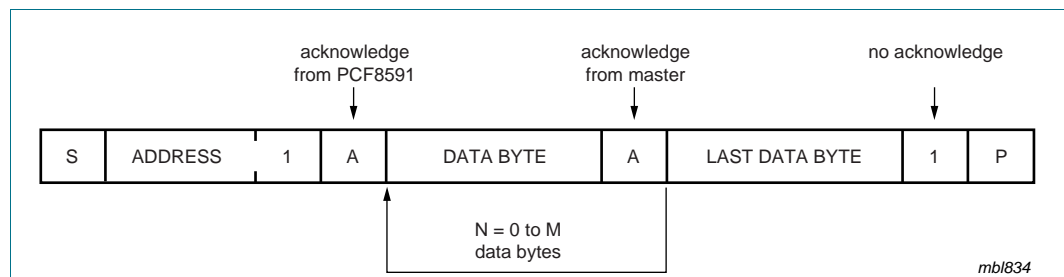 acknowledge
from PCF8591
acknowledge
from master
no acknowledge
S ADDRESS 1 A DATA BYTE A LAST DATA BYTE 1 P
N = 0 to M
data bytes
mbl834